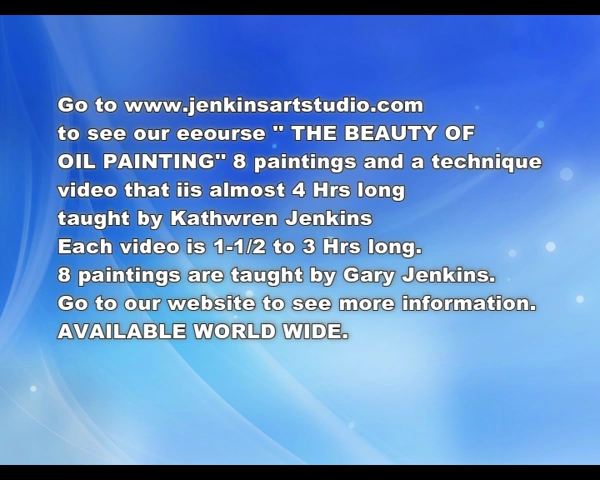 Go to www.jenkinsartstudio.com
to see our eeourse " THE BEAUTY OF
OIL PAINTING" 8 paintings and a technique
video that iis almost 4 Hrs long
taught by Kathwren Jenkins
Each video is 1-1/2 to 3 Hrs long.
8 paintings are taught by Gary Jenkins.
Go to our website to see more information.
AVAILABLE WORLD WIDE.